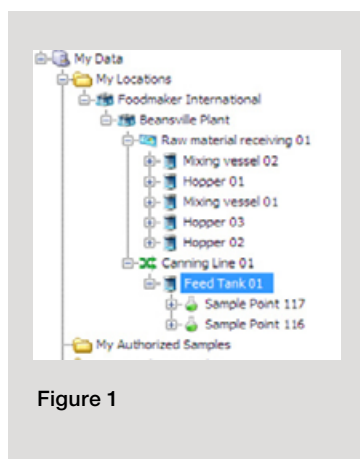 My Data
My Locations
Foodmaker International
Beansville Plant
Raw material receiving 01
Mixing vessel 02
Hopper 01
Mixing vessel 01
Hopper 03
Hopper 02
Canning Line 01
Feed Tank 01
Sample Point 117
Sample Point 116
My Authorized Samples
Figure 1